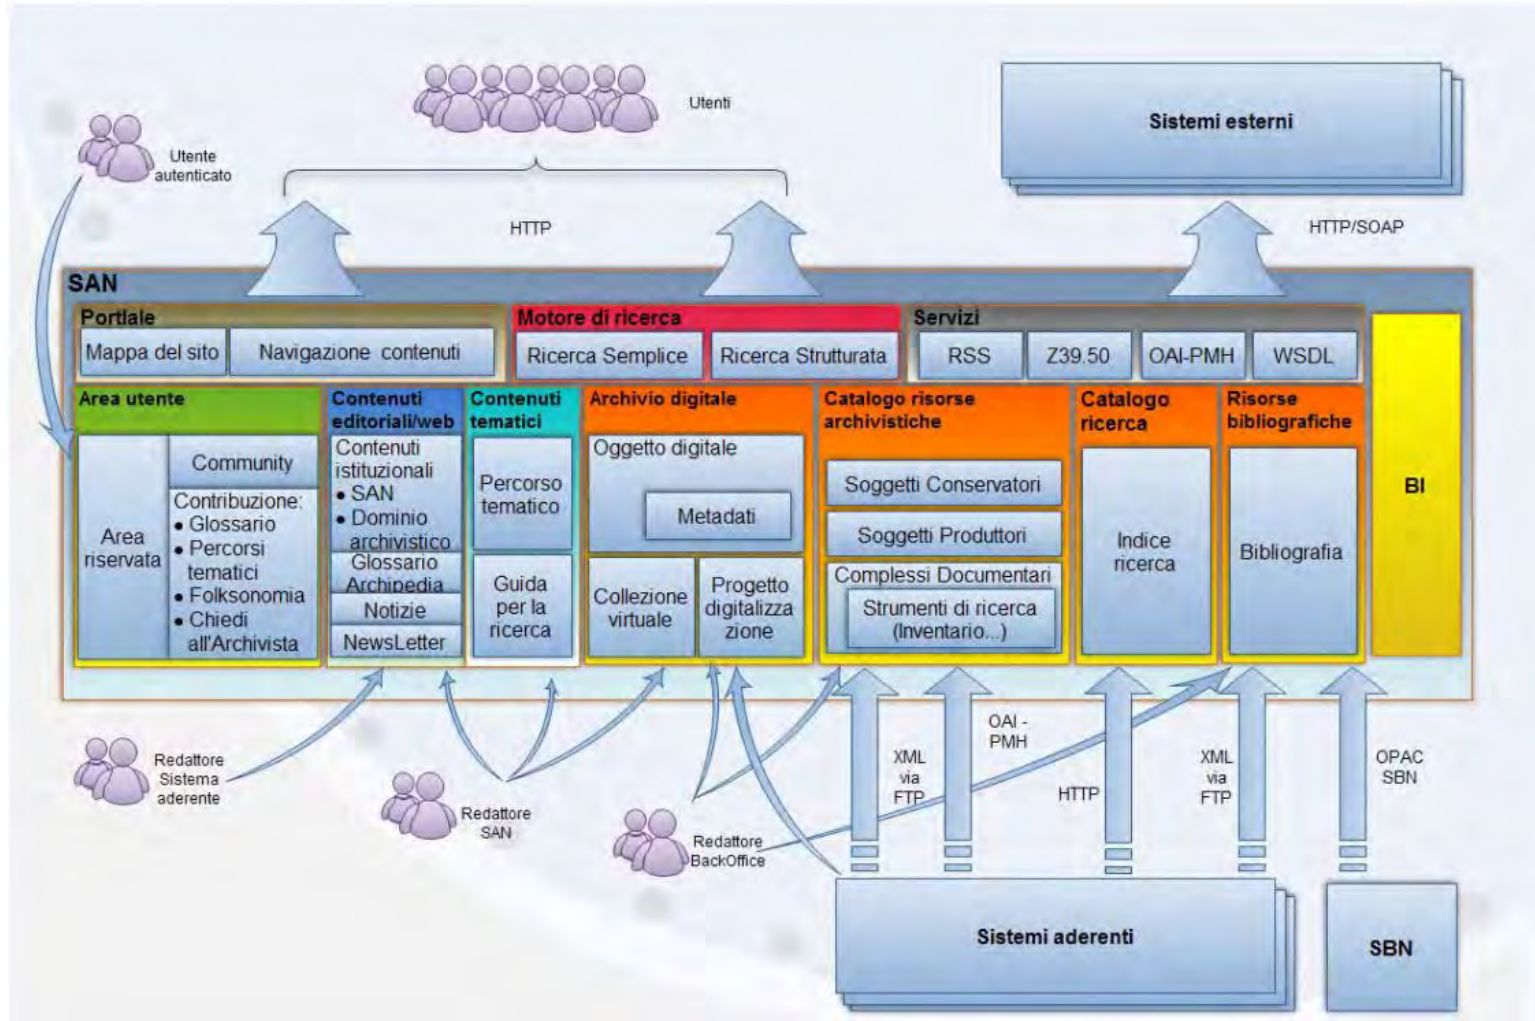 Utenti
Utente
autenticato
Sistemi esterni
HTTP
HTTP/SOAP
SAN
Portlale
Mappa del sito
Navigazione contenuti
Motore di ricerca
Ricerca Semplice
Ricerca Strutturata
Servizi
RSS
Z39.50
OAI-PMH
WSDL
BI
Area utente
Area
riservata
Community
Contribuzione:
● Glossario
● Percorsi
tematici
● Folksonomia
● Chiedi
all'Archivista
Contenuti
editoriali/web
Contenuti
istituzionali
● SAN
● Dominio
archivistico
Glossario
Archipedia
Notizie
NewsLetter
Contenuti
tematici
Percorso
tematico
Guida
per la
ricerca
Archivio digitale
Oggetto digitale
Metadati
Collezione
virtuale
Progetto
digitalizza
zione
Catalogo risorse
archivistiche
Soggetti Conservatori
Soggetti Produttori
Complessi Documentari
Strumenti di ricerca
(Inventario...)
Catalogo
ricerca
Indice
ricerca
Risorse
bibliografiche
Bibliografia
Redattore
Sistema
aderente
Redattore
SAN
Redattore
BackOffice
XML
via
FTP
OAI -
PMH
HTTP
XML
via
FTP
OPAC
SBN
Sistemi aderenti
SBN